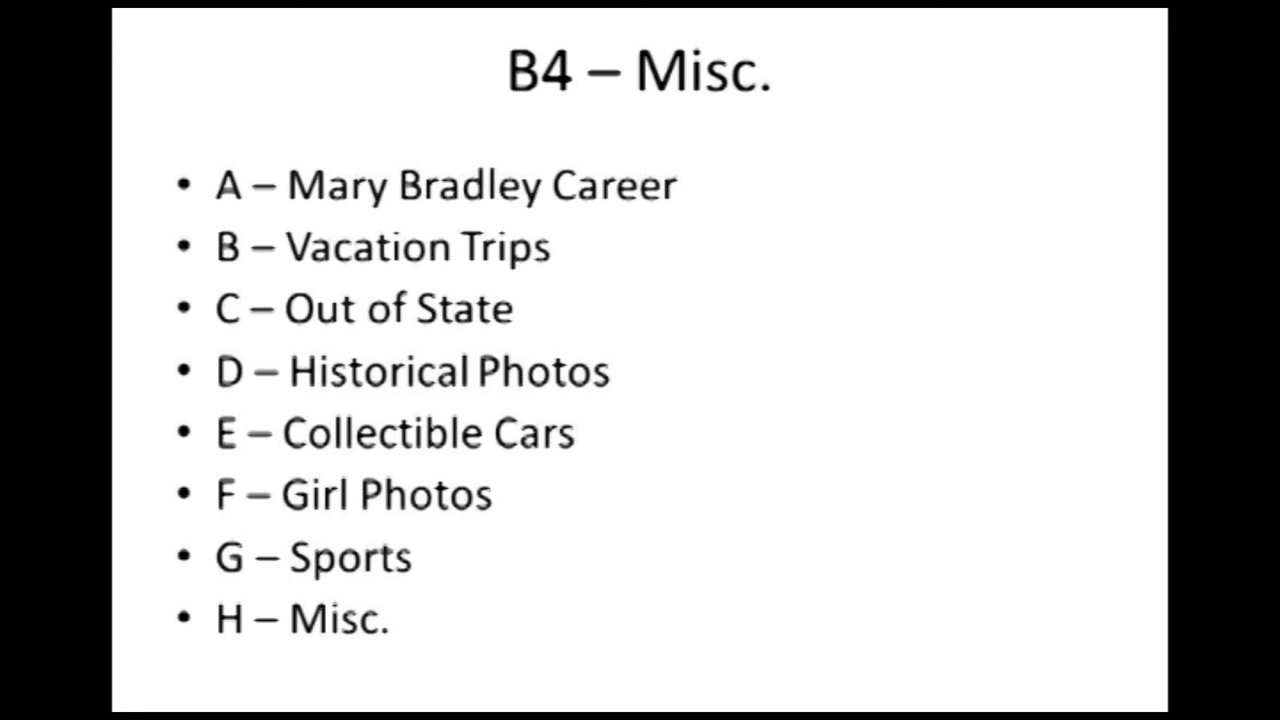 B4 – Misc.
• A – Mary Bradley Career
• B – Vacation Trips
• C – Out of State
• D – Historical Photos
• E – Collectible Cars
• F – Girl Photos
• G – Sports
• H – Misc.